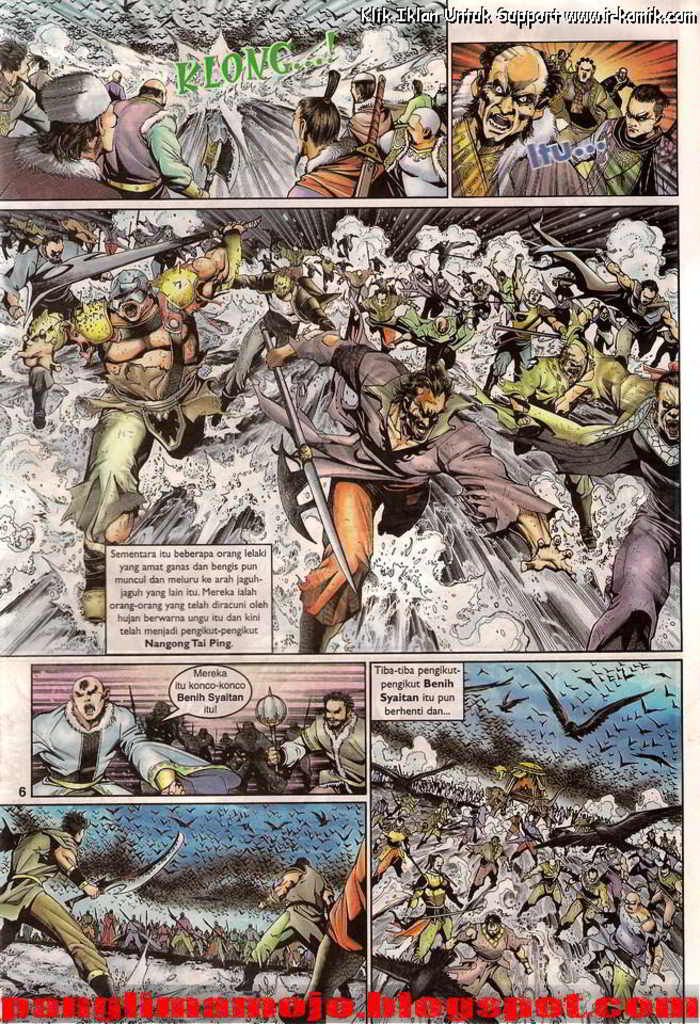 Klik Iklan Untuk Support www.i-komik.com
KLONG...!
Itu...
Sementara itu beberapa orang lelaki
yang amat ganas dan bengis pun
muncul dan meluru ke arah jaguh-
jaguh yang lain itu. Mereka ialah
orang-orang yang telah diracuni oleh
hujan berwarna ungu itu dan kini
telah menjadi pengikut-pengikut
Nangong Tai Ping.
Mereka
itu konco-konco
Benih Syaitan
itu!
Tiba-tiba pengikut-
pengikut Benih
Syaitan itu pun
berhenti dan...
6
panglimamojo.blogspot.com